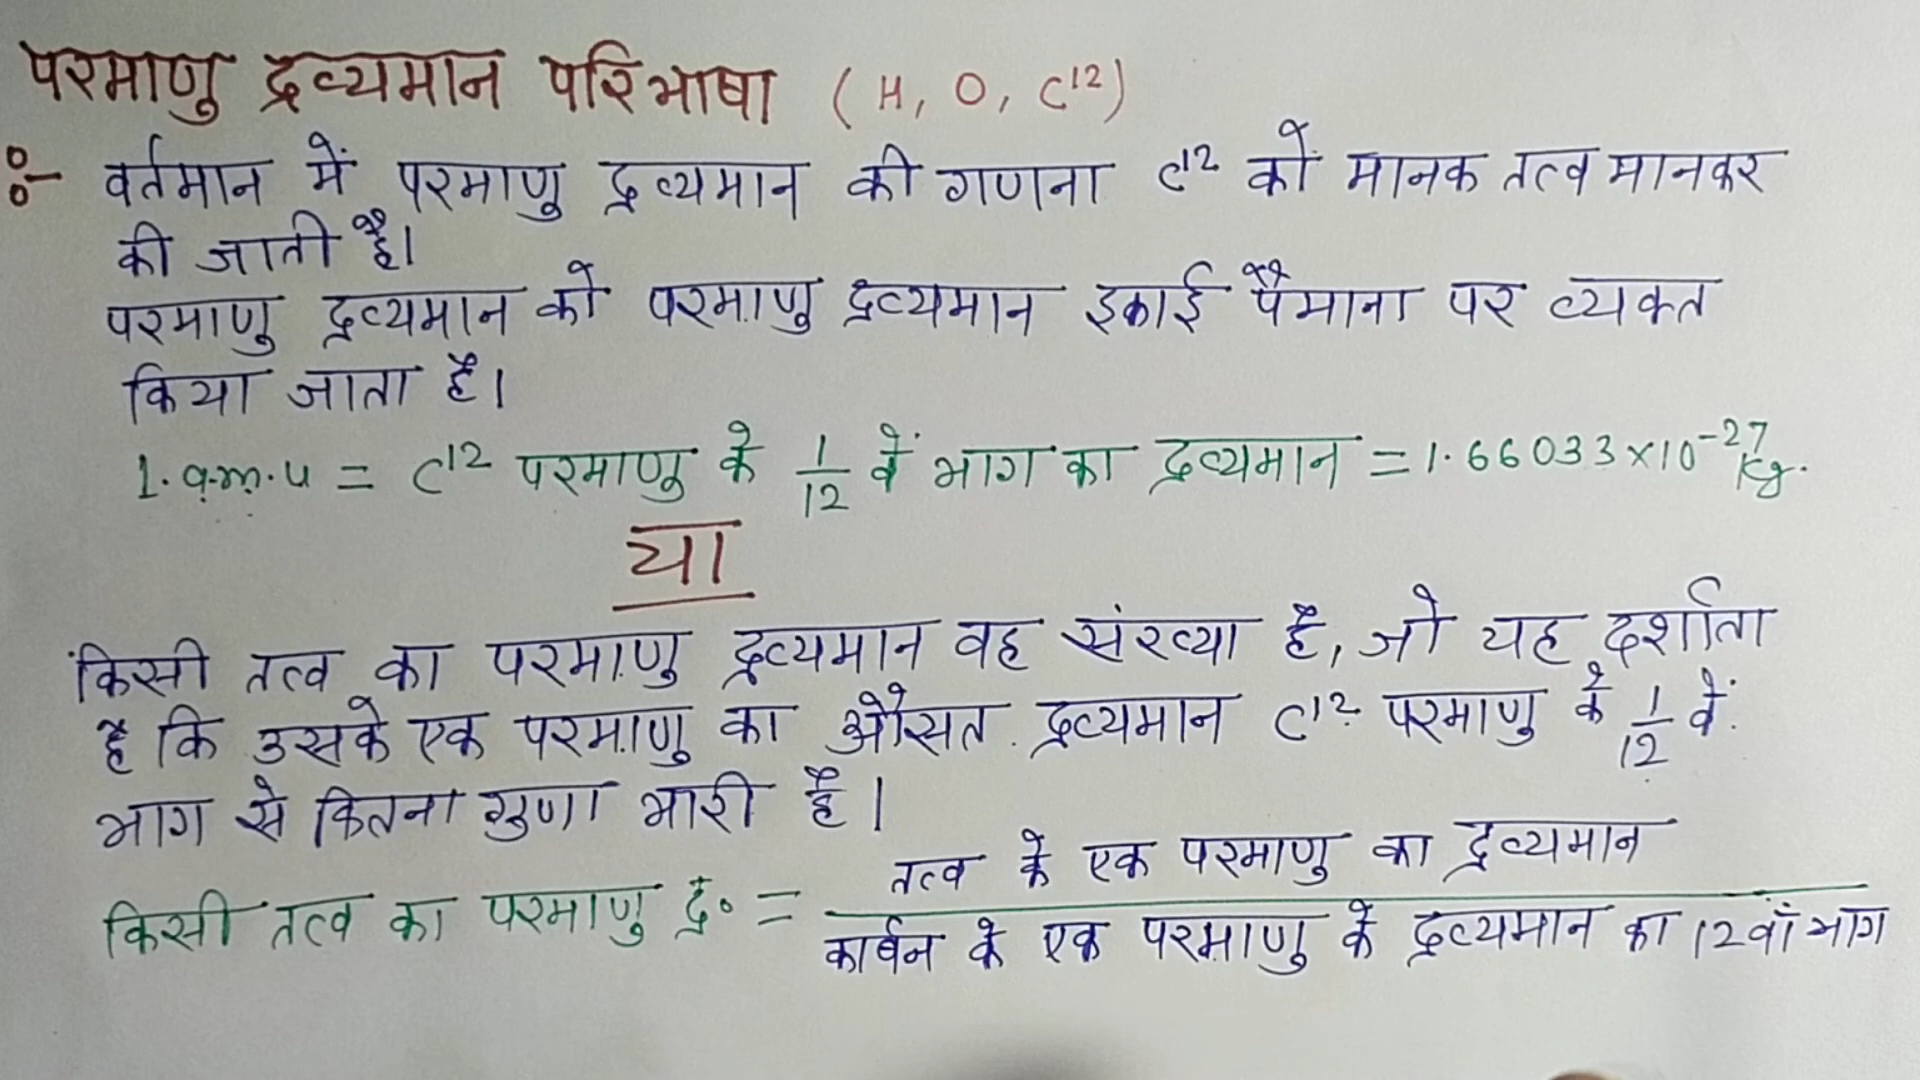 परमाणु द्रव्यमान परिभाषा ( H, O, C¹²)
:- वर्तमान में परमाणु द्रव्यमान की गणना C¹² को मानक तत्व मानकर
की जाती है।
परमाणु द्रव्यमान को परमाणु द्रव्यमान इकाई पैमाना पर व्यक्त
किया जाता है।
1. a.m.u = C¹² परमाणु के 1/12 वें भाग का द्रव्यमान = 1.66033×10⁻²⁷ kg.
या
किसी तत्व का परमाणु द्रव्यमान वह संख्या है, जो यह दर्शाता
है कि उसके एक परमाणु का औसत द्रव्यमान C¹² परमाणु के 1/12 वें
भाग से कितना गुणा भारी है।
तत्व के एक परमाणु का द्रव्यमान
किसी तत्व का परमाणु द्र० =
कार्बन के एक परमाणु के द्रव्यमान का 12वाँ भाग